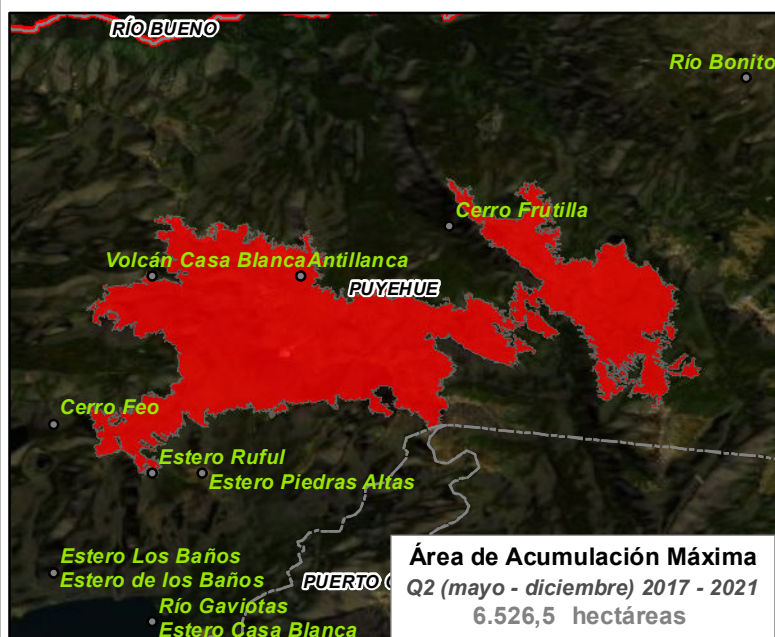 RÍO BUENO
Río Bonito
Cerro Frutilla
Volcán Casa Blanca
Antillanca
PUYEHUE
Cerro Feo
Estero Ruful
Estero Piedras Altas
Estero Los Baños
Estero de los Baños
PUERTO
Río Gaviotas
Estero Casa Blanca
Área de Acumulación Máxima
Q2 (mayo - diciembre) 2017 - 2021
6.526,5 hectáreas